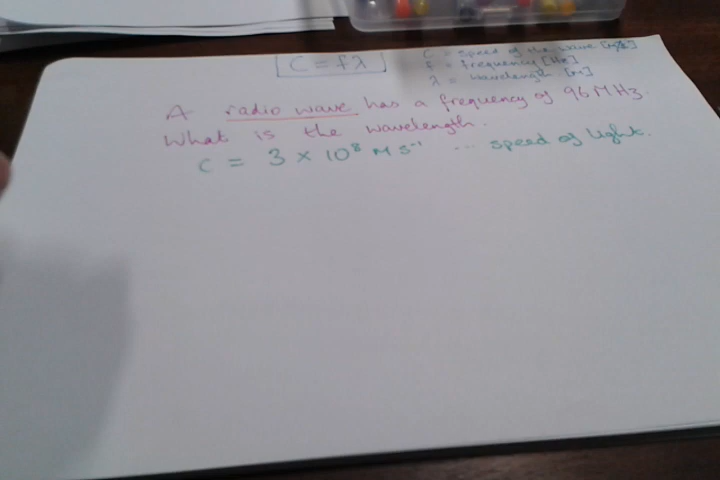 C = fλ
C = speed of the wave [m/s]
f = frequency [Hz]
λ = wavelength [m]
A radio wave has a frequency of 96 MHz.
What is the wavelength.
C = 3 × 10⁸ m s⁻¹ ... speed of light.